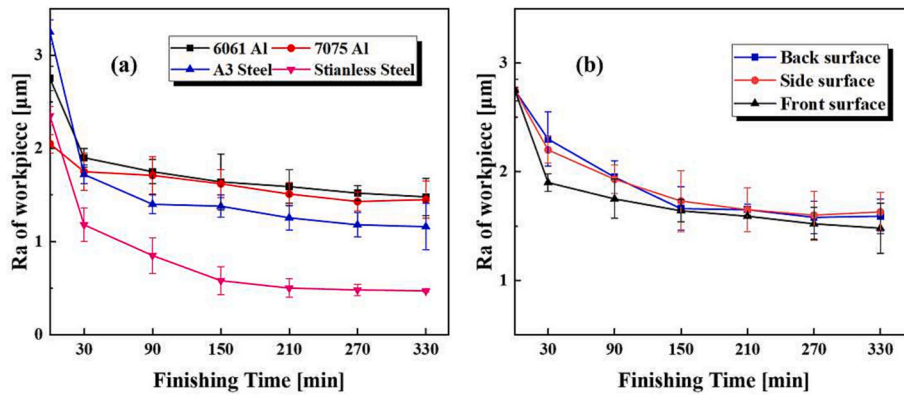 (a)
6061 Al 7075 Al
A3 Steel Stianless Steel
3
2
1
0
Ra of workpiece [μm]
30 90 150 210 270 330
Finishing Time [min]
(b)
Back surface
Side surface
Front surface
3
2
1
Ra of workpiece [μm]
30 90 150 210 270 330
Finishing Time [min]